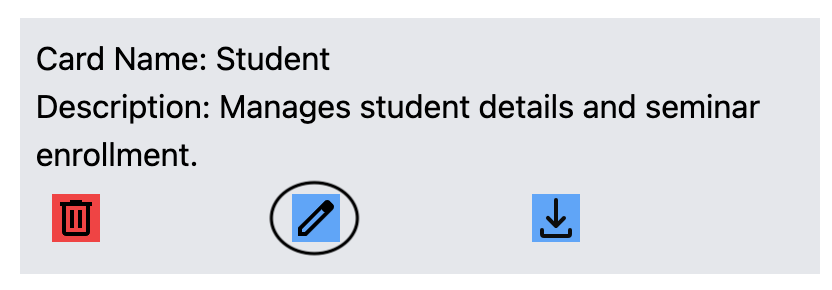 Card Name: Student
Description: Manages student details and seminar
enrollment.